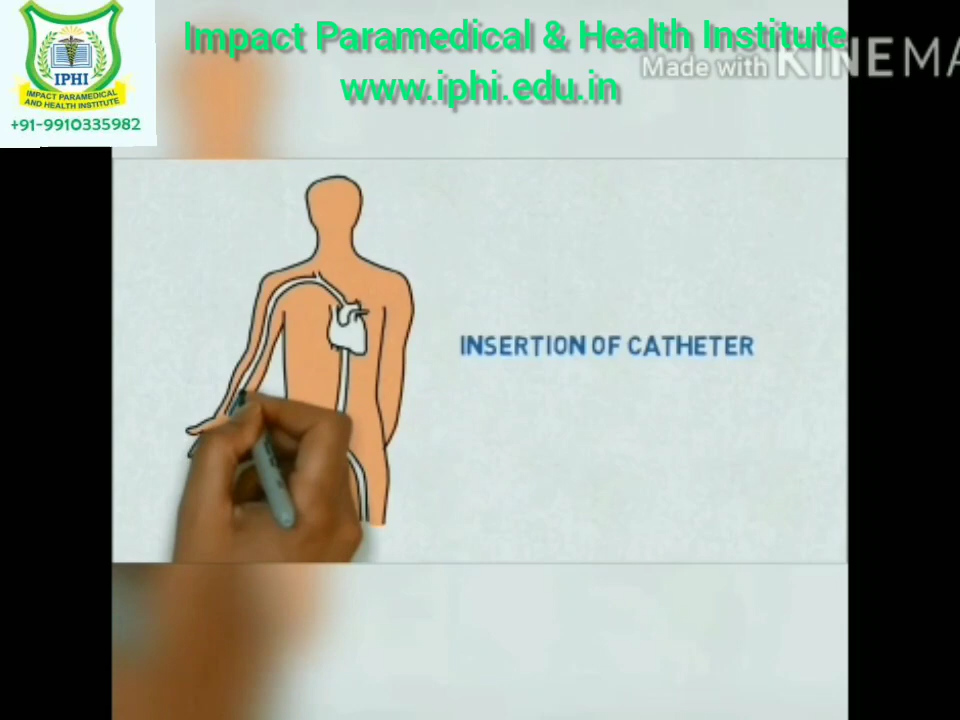 Impact Paramedical & Health Institute
www.iphi.edu.in
Made with KINEMA
IPHI
IMPACT PARAMEDICAL
AND HEALTH INSTITUTE
+91-9910335982
INSERTION OF CATHETER